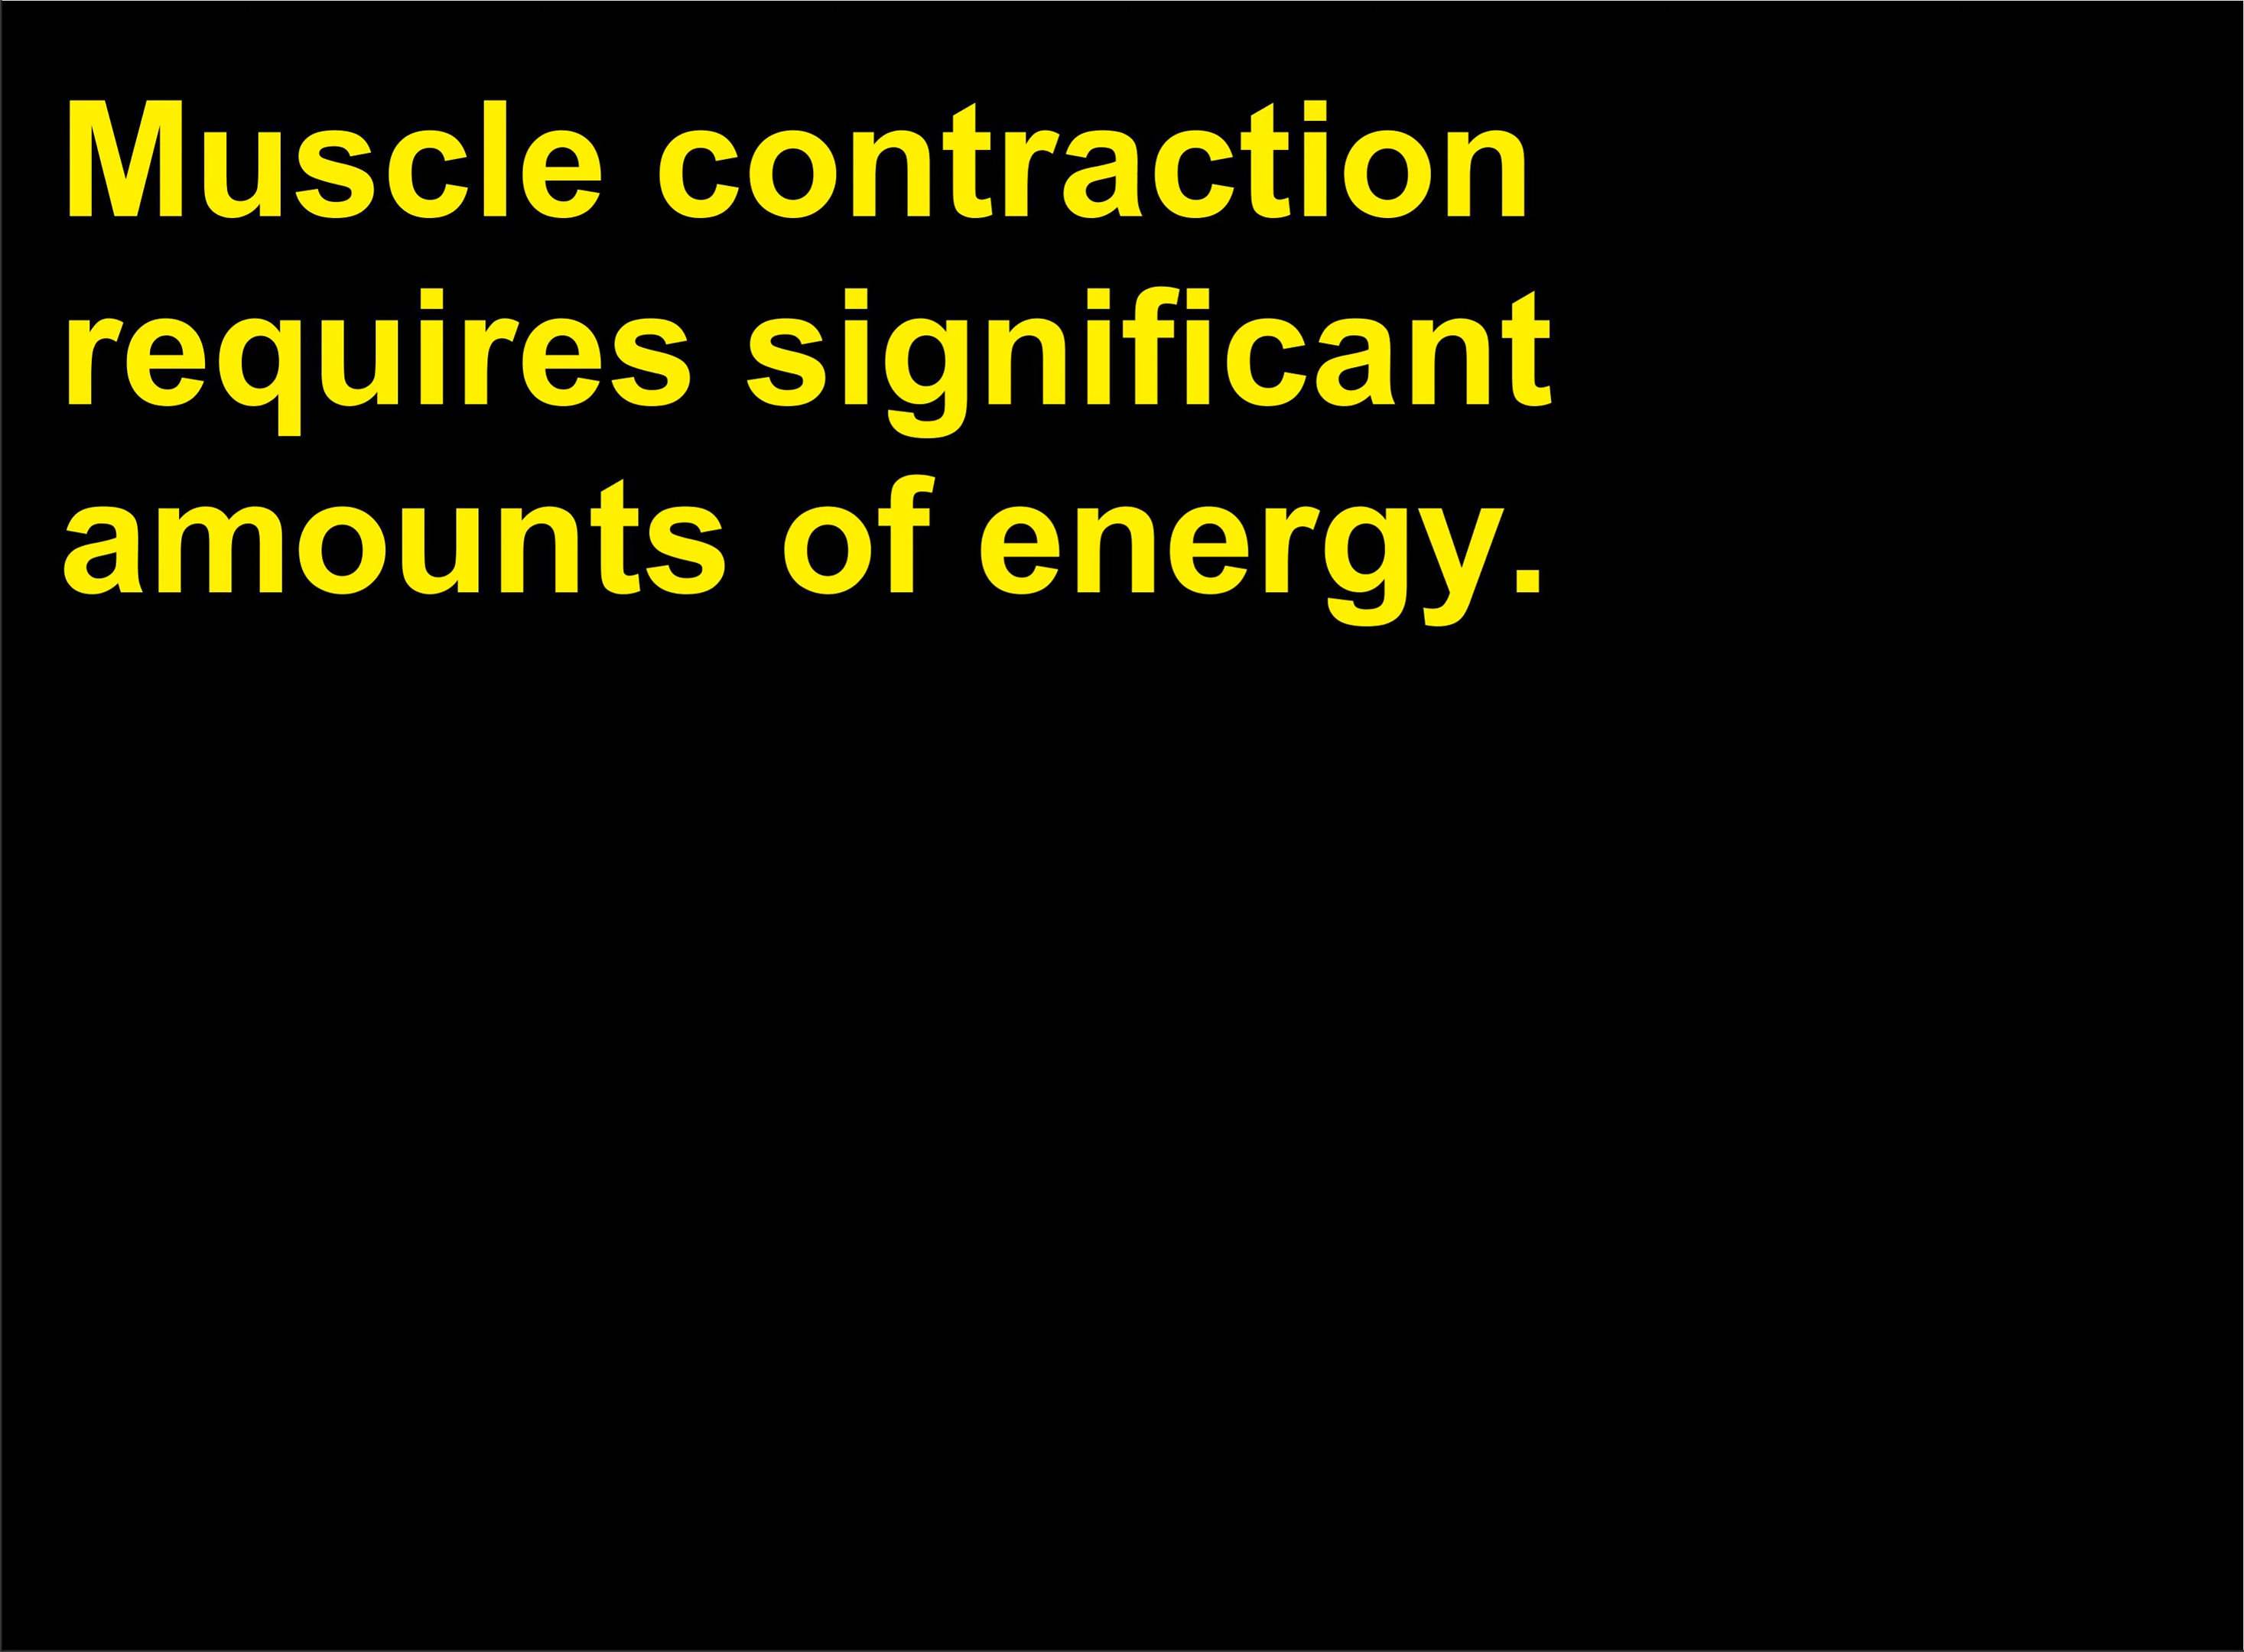 Muscle contraction
requires significant
amounts of energy.